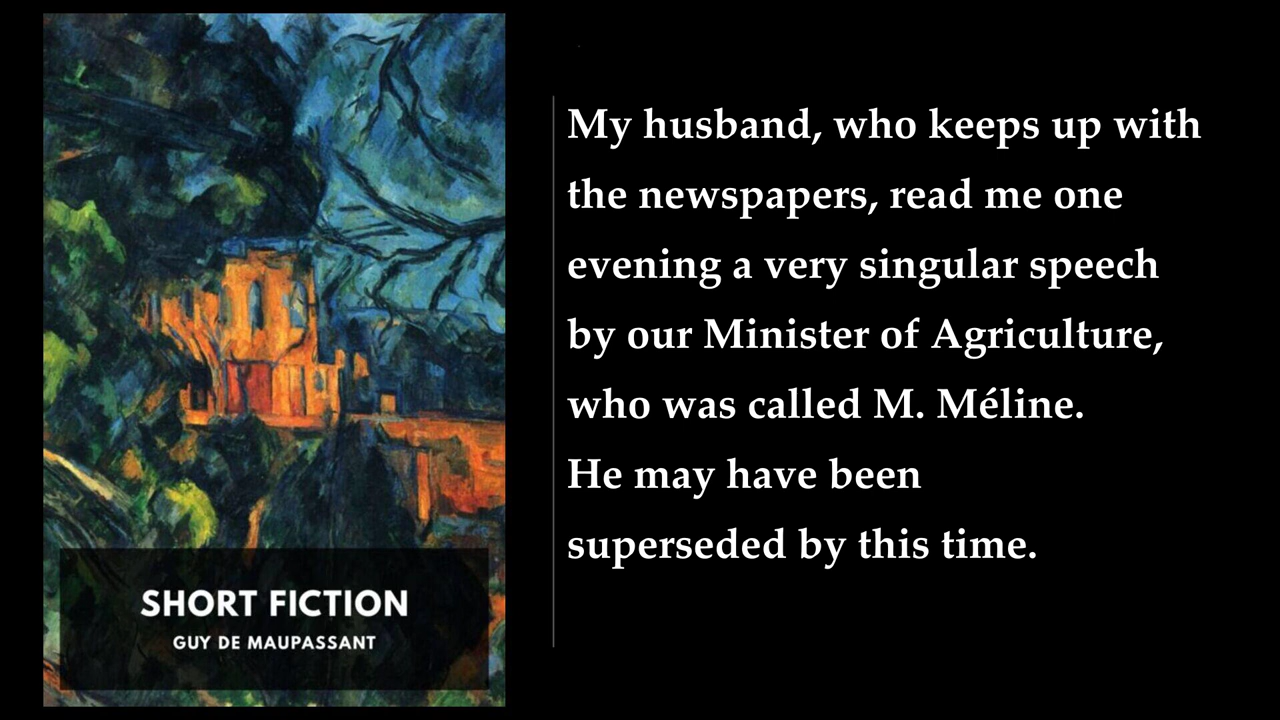 SHORT FICTION
GUY DE MAUPASSANT
My husband, who keeps up with
the newspapers, read me one
evening a very singular speech
by our Minister of Agriculture,
who was called M. Méline.
He may have been
superseded by this time.